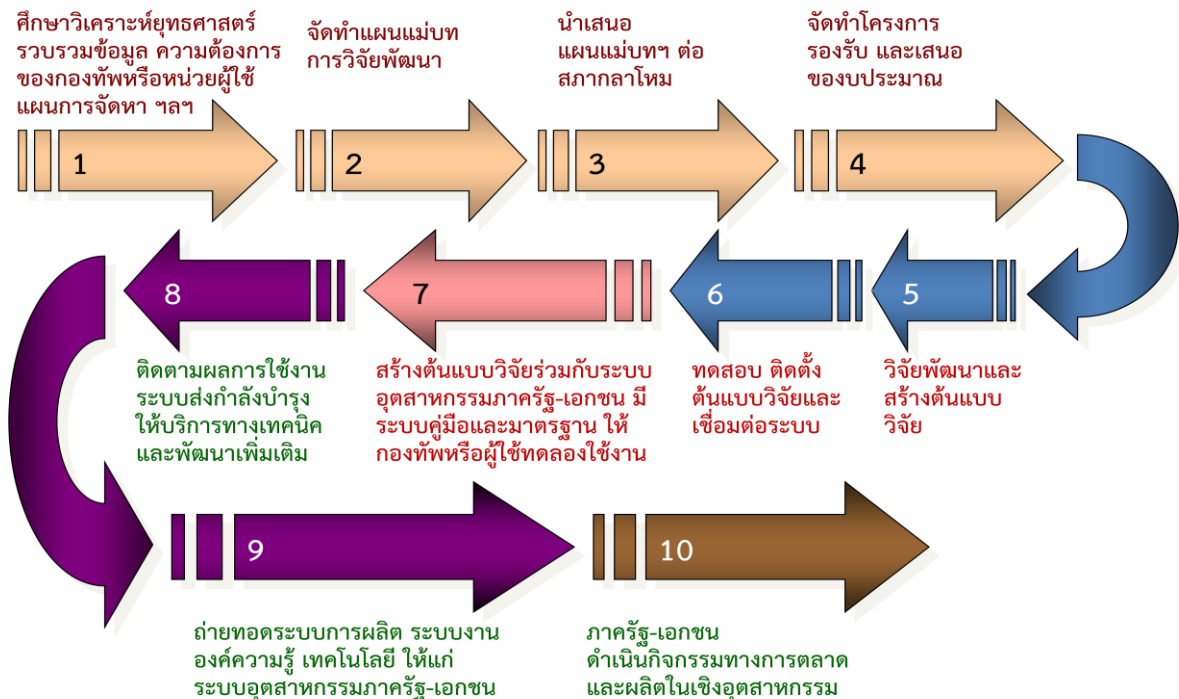 ศึกษาวิเคราะห์ยุทธศาสตร์
รวบรวมข้อมูล ความต้องการ
ของกองทัพหรือหน่วยผู้ใช้
แผนการจัดหา ฯลฯ
จัดทำแผนแม่บท
การวิจัยพัฒนา
นำเสนอ
แผนแม่บทฯ ต่อ
สภากลาโหม
จัดทำโครงการ
รองรับ และเสนอ
ของบประมาณ
1
2
3
4
5
วิจัยพัฒนาและ
สร้างต้นแบบ
วิจัย
6
ทดสอบ ติดตั้ง
ต้นแบบวิจัยและ
เชื่อมต่อระบบ
7
สร้างต้นแบบวิจัยร่วมกับระบบ
อุตสาหกรรมภาครัฐ-เอกชน มี
ระบบคู่มือและมาตรฐาน ให้
กองทัพหรือผู้ใช้ทดลองใช้งาน
8
ติดตามผลการใช้งาน
ระบบส่งกำลังบำรุง
ให้บริการทางเทคนิค
และพัฒนาเพิ่มเติม
9
ถ่ายทอดระบบการผลิต ระบบงาน
องค์ความรู้ เทคโนโลยี ให้แก่
ระบบอุตสาหกรรมภาครัฐ-เอกชน
10
ภาครัฐ-เอกชน
ดำเนินกิจกรรมทางการตลาด
และผลิตในเชิงอุตสาหกรรม